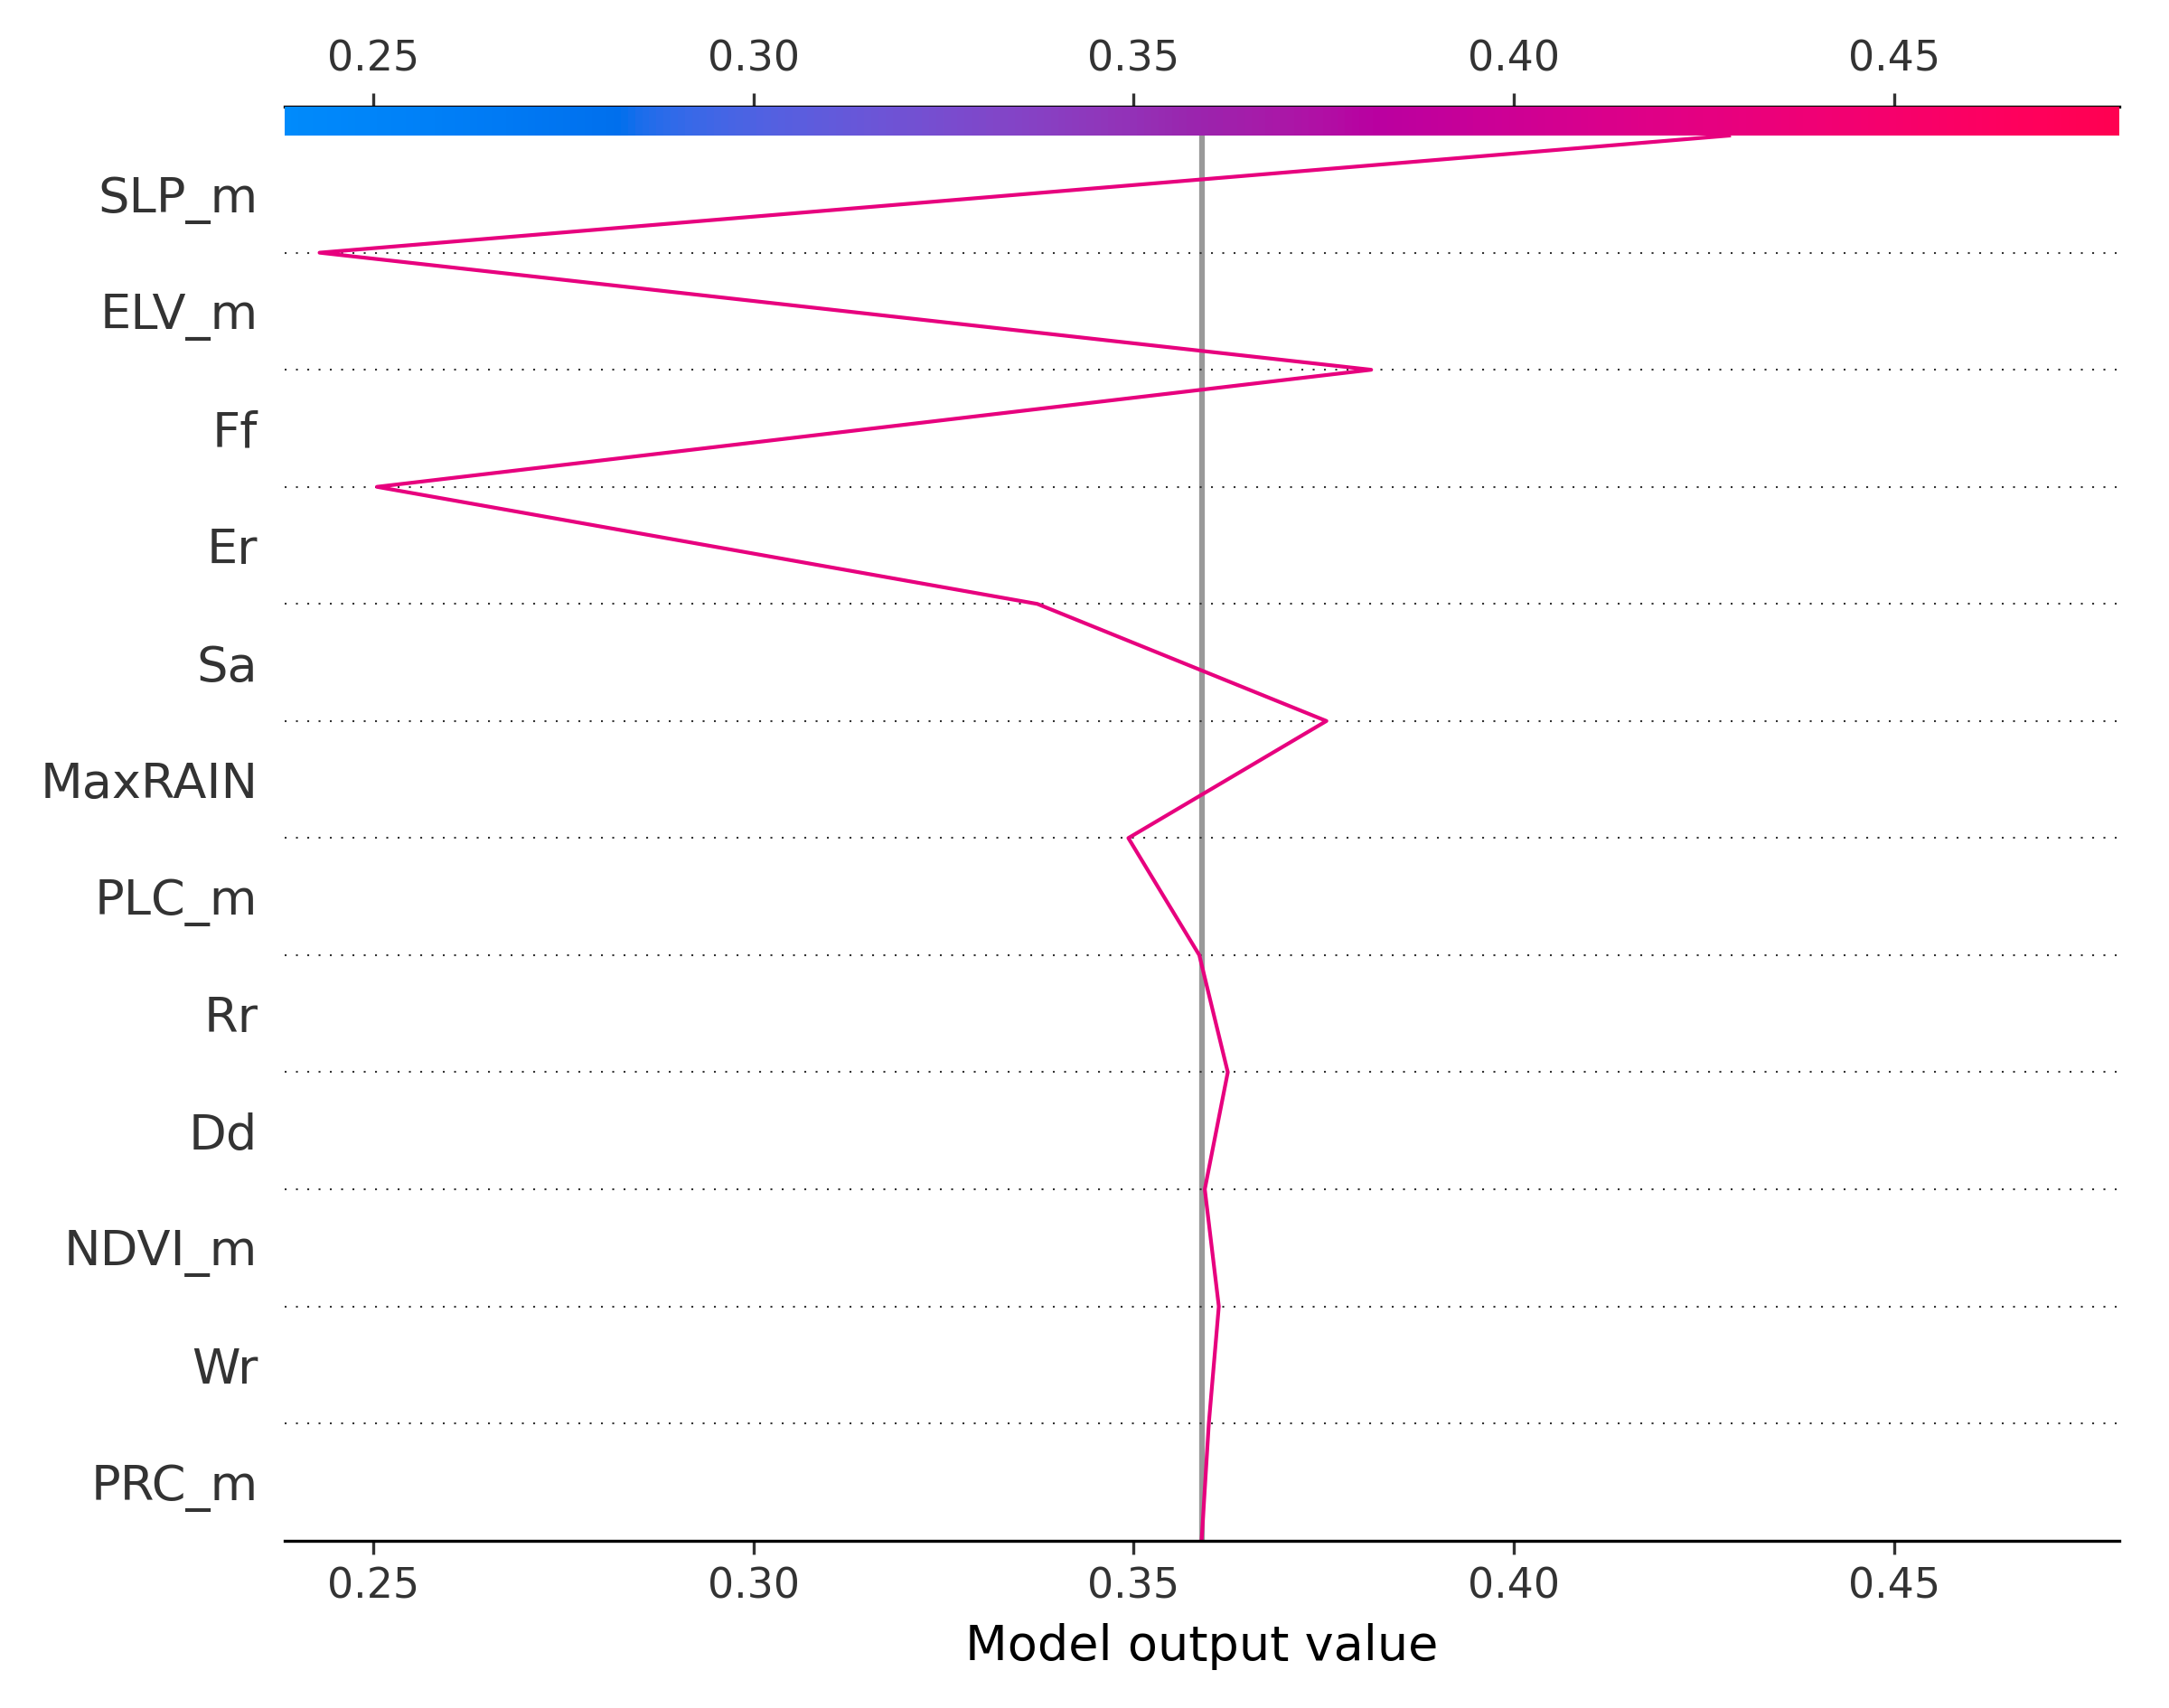 0.25 0.30 0.35 0.40 0.45
SLP_m
ELV_m
Ff
Er
Sa
MaxRAIN
PLC_m
Rr
Dd
NDVI_m
Wr
PRC_m
0.25 0.30 0.35 0.40 0.45
Model output value